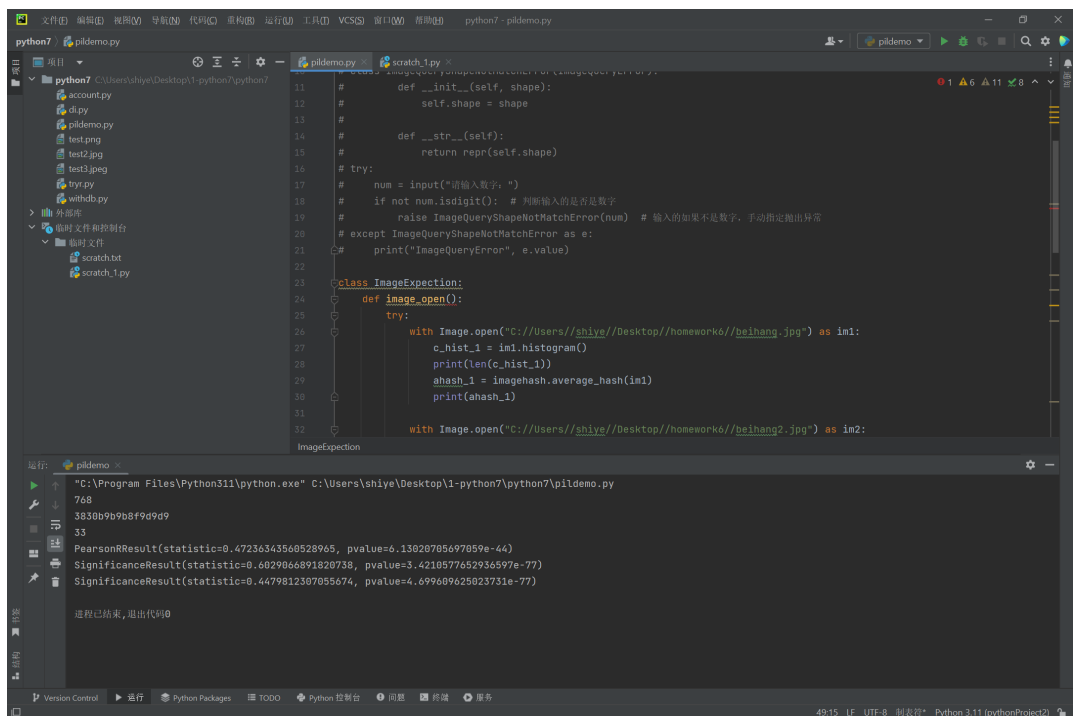 文件(F) 编辑(E) 视图(V) 导航(N) 代码(C) 重构(R) 运行(U) 工具(T) VCS(S) 窗口(W) 帮助(H) python7 - pildemo.py
python7 pildemo.py
pildemo
项目
项目
python7 C:\Users\shiye\Desktop\1-python7\python7
account.py
di.py
pildemo.py
test.png
test2.jpg
test3.jpeg
tryr.py
withdb.py
外部库
临时文件和控制台
临时文件
scratch.txt
scratch_1.py
pildemo.py scratch_1.py
1 6 11 8
通知
10 # class ImageQueryShapeNotMatchError(ImageQueryError):
11 # def __init__(self, shape):
12 # self.shape = shape
13 #
14 # def __str__(self):
15 # return repr(self.shape)
16 # try:
17 # num = input("请输入数字：")
18 # if not num.isdigit(): # 判断输入的是否是数字
19 # raise ImageQueryShapeNotMatchError(num) # 输入的如果不是数字，手动指定抛出异常
20 # except ImageQueryShapeNotMatchError as e:
21 # print("ImageQueryError", e.value)
22
23 class ImageExpection:
24 def image_open():
25 try:
26 with Image.open("C://Users//shiye//Desktop//homework6//beihang.jpg") as im1:
27 c_hist_1 = im1.histogram()
28 print(len(c_hist_1))
29 ahash_1 = imagehash.average_hash(im1)
30 print(ahash_1)
31
32 with Image.open("C://Users//shiye//Desktop//homework6//beihang2.jpg") as im2:
ImageExpection
运行: pildemo
"C:\Program Files\Python311\python.exe" C:\Users\shiye\Desktop\1-python7\python7\pildemo.py
768
3830b9b9b8f9d9d9
33
PearsonRResult(statistic=0.47236343560528965, pvalue=6.13020705697059e-44)
SignificanceResult(statistic=0.6029066891820738, pvalue=3.4210577652936597e-77)
SignificanceResult(statistic=0.4479812307055674, pvalue=4.699609625023731e-77)
进程已结束,退出代码0
书签
结构
Version Control 运行 Python Packages TODO Python 控制台 问题 终端 服务
49:15 LF UTF-8 制表符* Python 3.11 (pythonProject2)